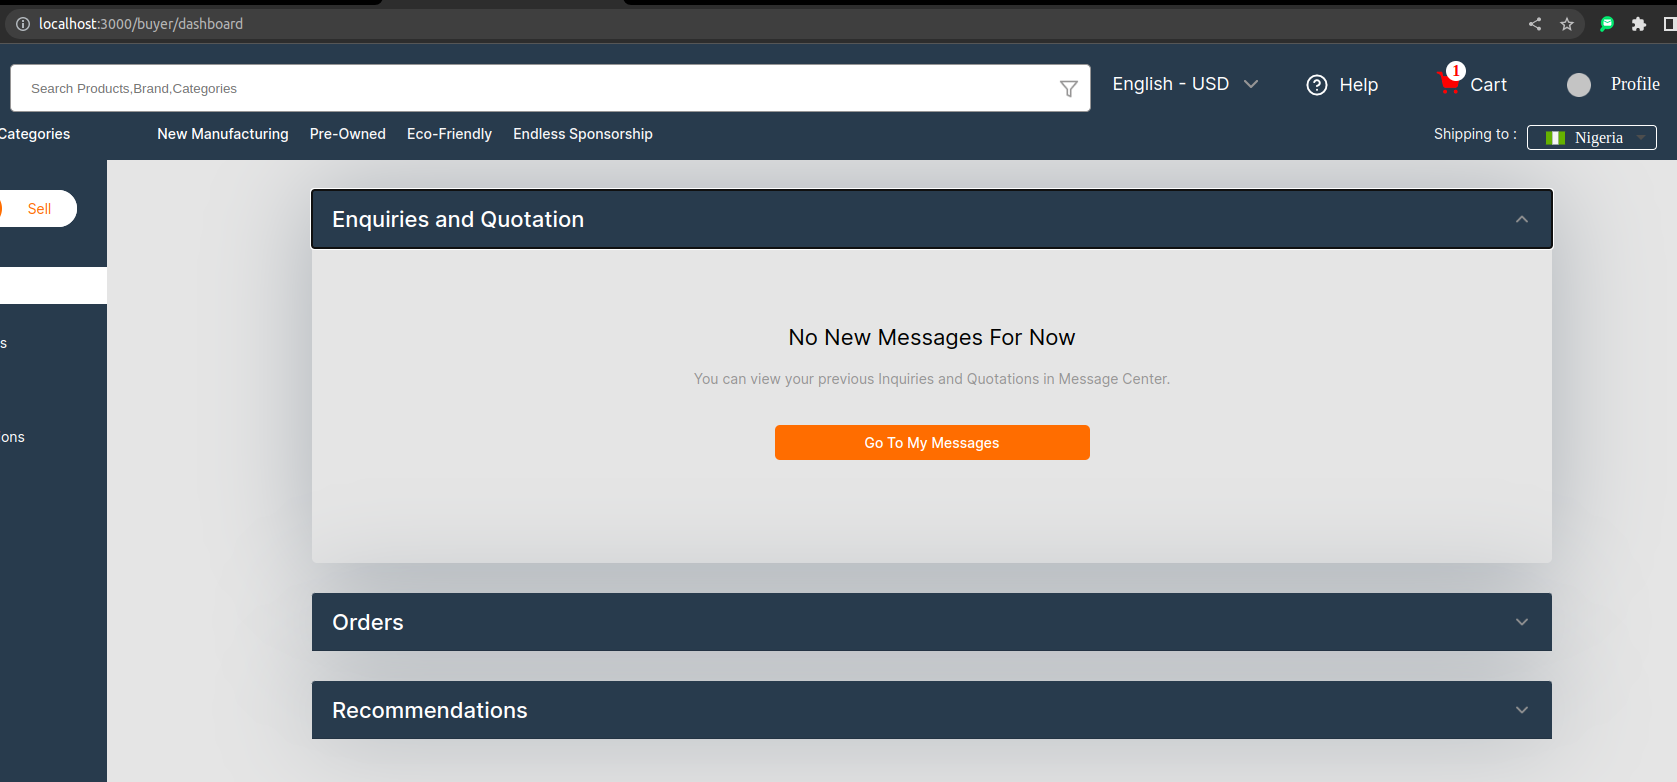 localhost:3000/buyer/dashboard
Search Products,Brand,Categories
English - USD
Help
1
Cart
Profile
Categories
New Manufacturing
Pre-Owned
Eco-Friendly
Endless Sponsorship
Shipping to :
Nigeria
Sell
Enquiries and Quotation
s
No New Messages For Now
You can view your previous Inquiries and Quotations in Message Center.
ons
Go To My Messages
Orders
Recommendations